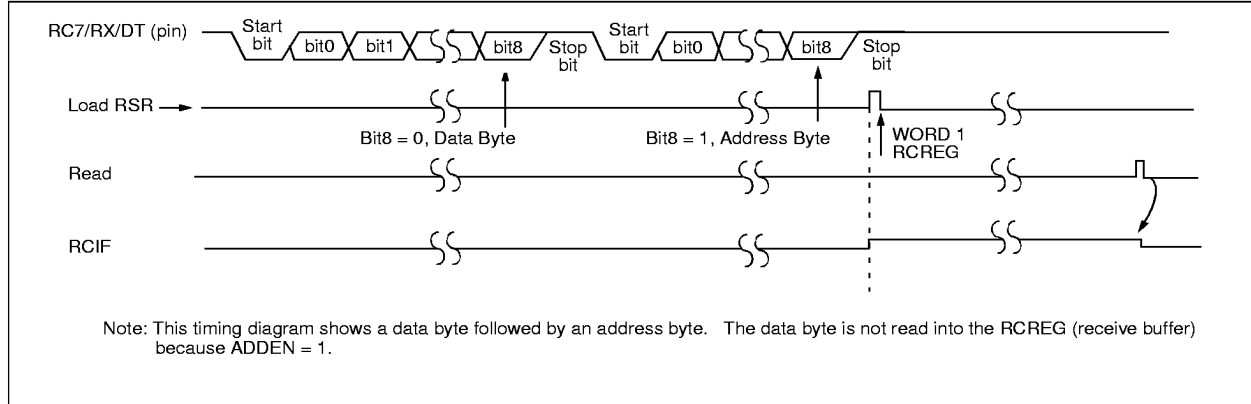 RC7/RX/DT (pin)
Start
bit
bit0
bit1
bit8
Stop
bit
Start
bit
bit0
bit8
Stop
bit
Load RSR
Bit8 = 0, Data Byte
Bit8 = 1, Address Byte
WORD 1
RCREG
Read
RCIF
Note: This timing diagram shows a data byte followed by an address byte. The data byte is not read into the RCREG (receive buffer)
because ADDEN = 1.